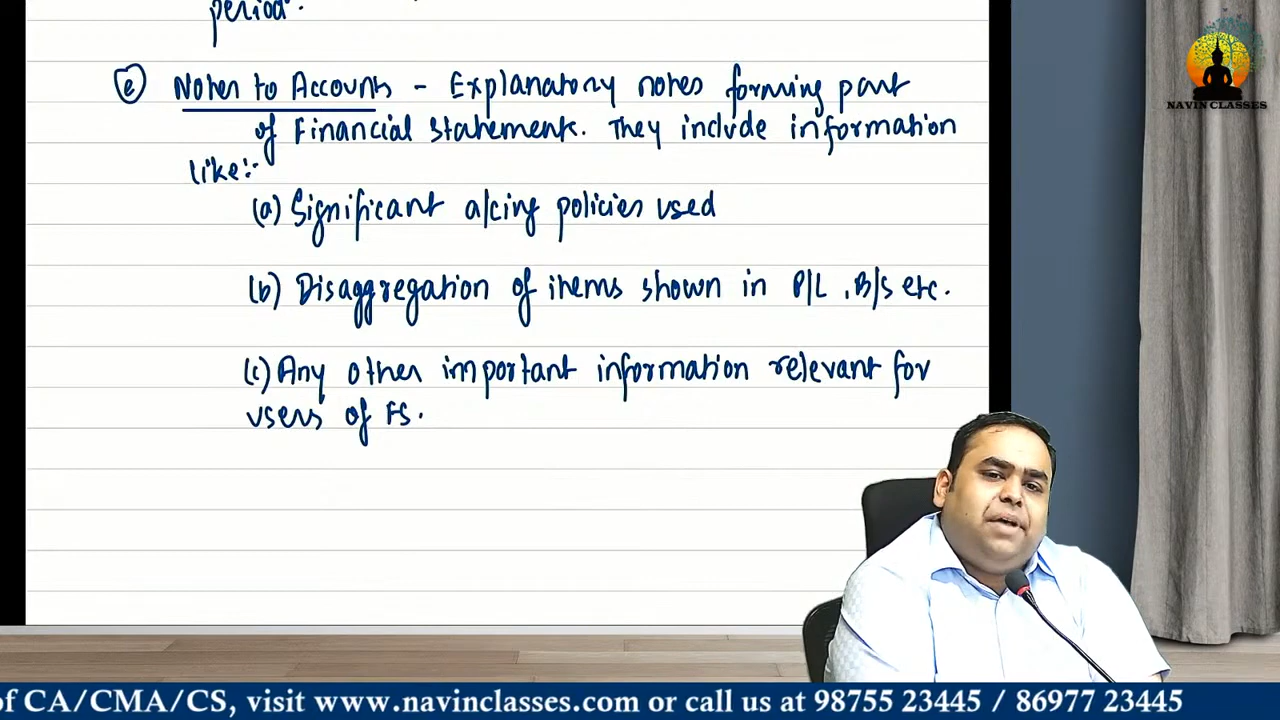 period.
(e) Notes to Accounts - Explanatory notes forming part
of Financial statements. They include information
like:-
(a) Significant a/cing policies used
(b) Disaggregation of items shown in P/L, B/S etc.
(c) Any other important information relevant for
users of FS.
NAVIN CLASSES
of CA/CMA/CS, visit www.navinclasses.com or call us at 98755 23445 / 86977 23445